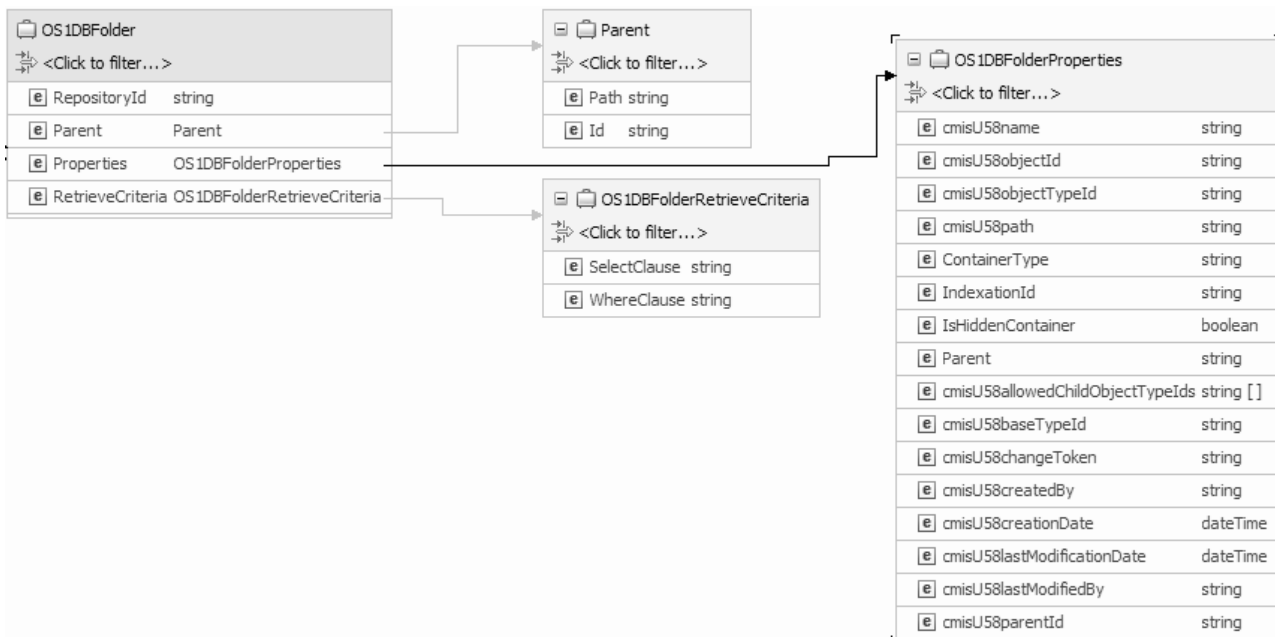 OS1DBFolder
<Click to filter...>
RepositoryId string
Parent Parent
Properties OS1DBFolderProperties
RetrieveCriteria OS1DBFolderRetrieveCriteria
Parent
<Click to filter...>
Path string
Id string
OS1DBFolderRetrieveCriteria
<Click to filter...>
SelectClause string
WhereClause string
OS1DBFolderProperties
<Click to filter...>
cmisU58name string
cmisU58objectId string
cmisU58objectTypeId string
cmisU58path string
ContainerType string
IndexationId string
IsHiddenContainer boolean
Parent string
cmisU58allowedChildObjectTypeIds string []
cmisU58baseTypeId string
cmisU58changeToken string
cmisU58createdBy string
cmisU58creationDate dateTime
cmisU58lastModificationDate dateTime
cmisU58lastModifiedBy string
cmisU58parentId string